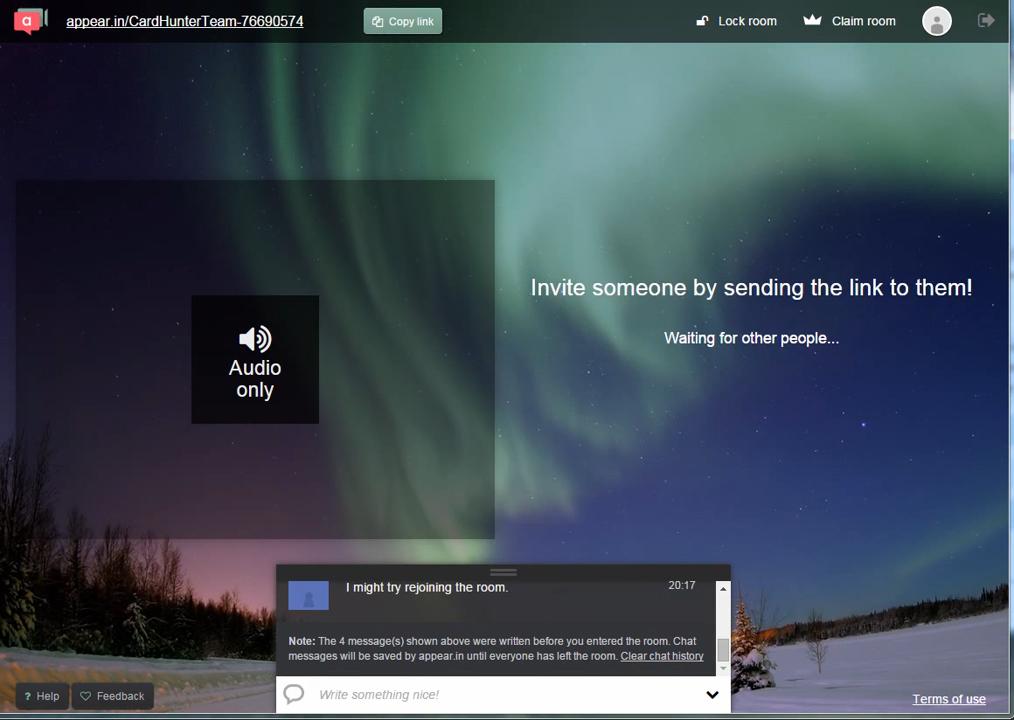 a
appear.in/CardHunterTeam-76690574
Copy link
Lock room
Claim room
Audio
only
Invite someone by sending the link to them!
Waiting for other people...
I might try rejoining the room.
20:17
Note: The 4 message(s) shown above were written before you entered the room. Chat
messages will be saved by appear.in until everyone has left the room. Clear chat history
Write something nice!
? Help
Feedback
Terms of use